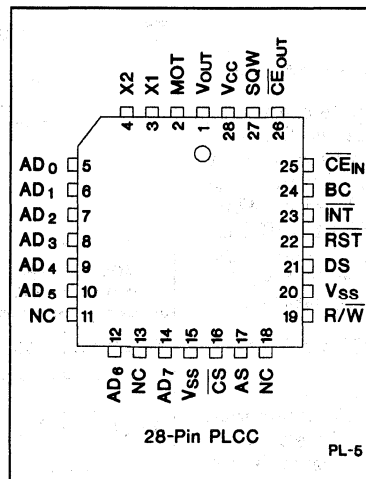 X2 X1 MOT VOUT VCC SQW CEOUT
4 3 2 1 28 27 26
AD0 5 25 CEIN
AD1 6 24 BC
AD2 7 23 INT
AD3 8 22 RST
AD4 9 21 DS
AD5 10 20 VSS
NC 11 19 R/W
12 13 14 15 16 17 18
AD6 NC AD7 VSS CS AS NC
28-Pin PLCC
PL-5